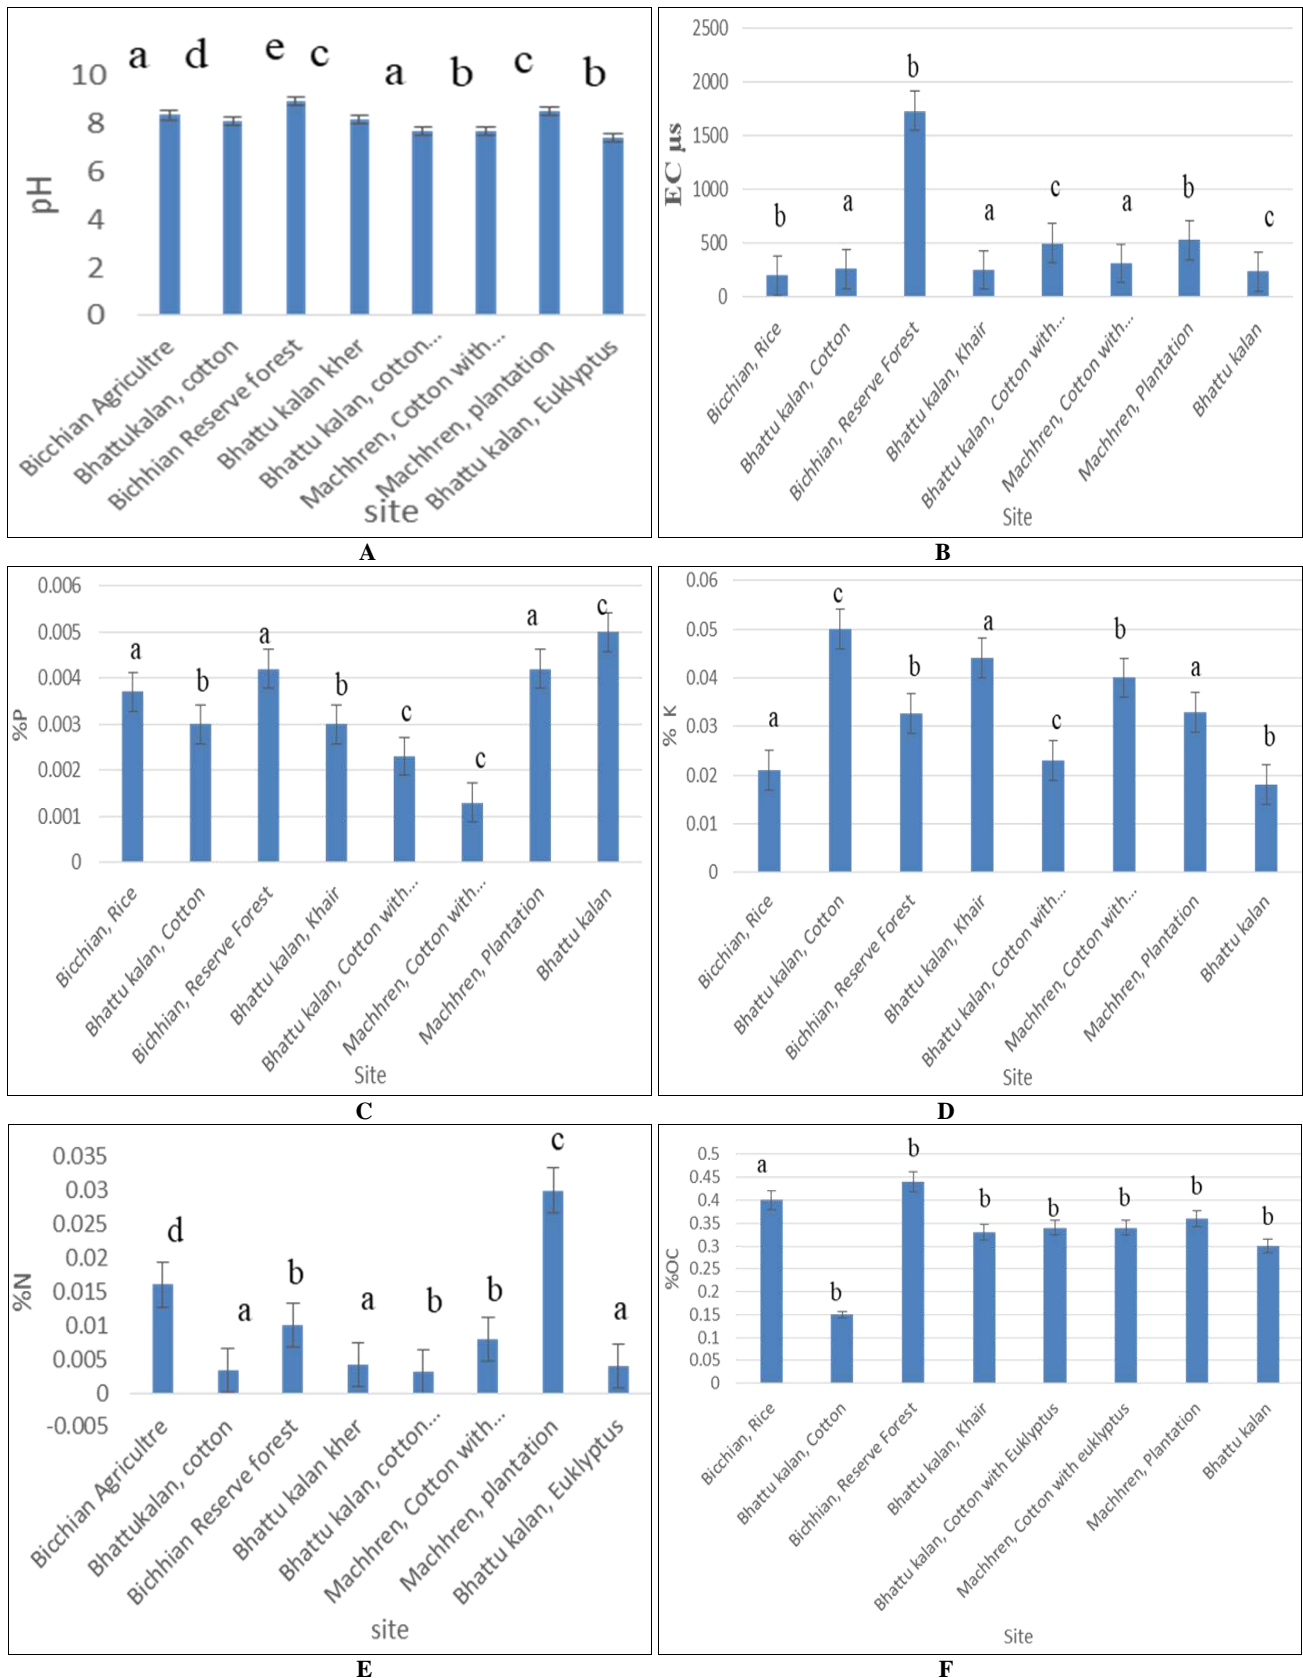 a d e c a b c b
10
8
6
4
2
0
pH
Bicchian Agricultre
Bhattukalan, cotton
Bichhian Reserve forest
Bhattu kalan kher
Bhattu kalan, cotton...
Machhren, Cotton with...
Machhren, plantation
Bhattu kalan, Euklyptus
site
A
2500
2000
1500
1000
500
0
EC µs
b a b a c a b c
Bicchian, Rice
Bhattu kalan, Cotton
Bichhian, Reserve Forest
Bhattu kalan, Khair
Bhattu kalan, Cotton with...
Machhren, Cotton with...
Machhren, Plantation
Bhattu kalan
Site
B
0.006
0.005
0.004
0.003
0.002
0.001
0
%P
a b a b c c a c
Bicchian, Rice
Bhattu kalan, Cotton
Bichhian, Reserve Forest
Bhattu kalan, Khair
Bhattu kalan, Cotton with...
Machhren, Cotton with...
Machhren, Plantation
Bhattu kalan
Site
C
0.06
0.05
0.04
0.03
0.02
0.01
0
% K
a c b a c b a b
Bicchian, Rice
Bhattu kalan, Cotton
Bichhian, Reserve Forest
Bhattu kalan, Khair
Bhattu kalan, Cotton with...
Machhren, Cotton with...
Machhren, Plantation
Bhattu kalan
Site
D
0.035
0.03
0.025
0.02
0.015
0.01
0.005
0
-0.005
%N
d a b a b b c a
Bicchian Agricultre
Bhattukalan, cotton
Bichhian Reserve forest
Bhattu kalan kher
Bhattu kalan, cotton...
Machhren, Cotton with...
Machhren, plantation
Bhattu kalan, Euklyptus
site
E
0.5
0.45
0.4
0.35
0.3
0.25
0.2
0.15
0.1
0.05
0
%OC
a b b b b b b b
Bicchian, Rice
Bhattu kalan, Cotton
Bichhian, Reserve Forest
Bhattu kalan, Khair
Bhattu kalan, Cotton with Euklyptus
Machhren, Cotton with euklyptus
Machhren, Plantation
Bhattu kalan
Site
F